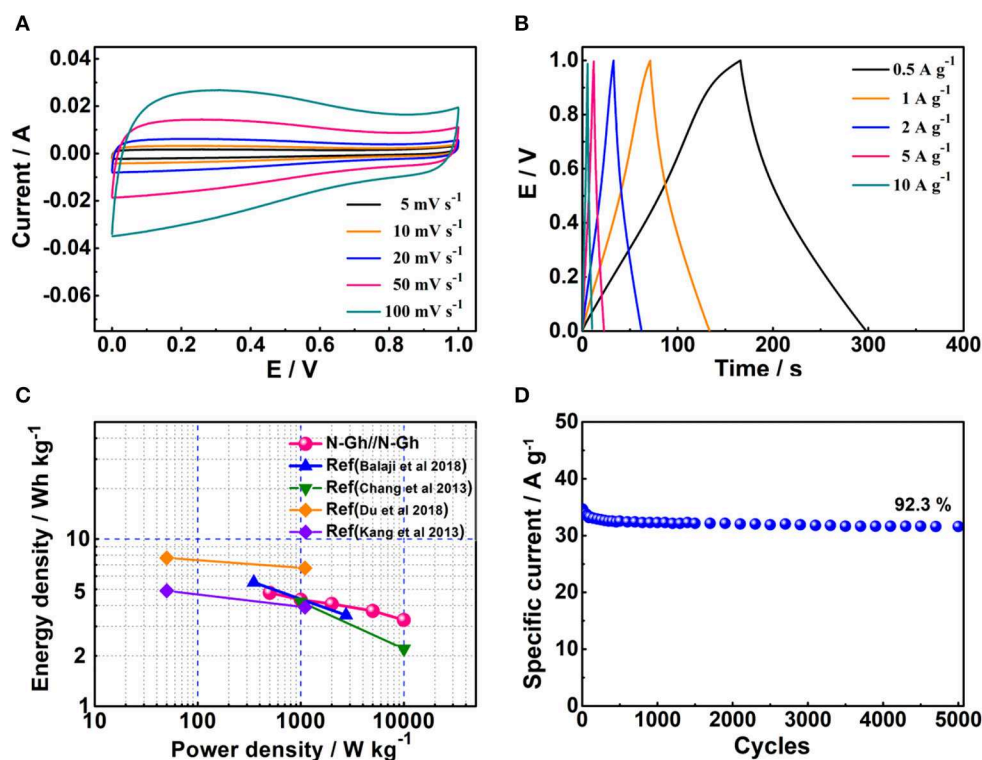 A
0.04
0.02
0.00
-0.02
-0.04
-0.06
Current / A
5 mV s⁻¹
10 mV s⁻¹
20 mV s⁻¹
50 mV s⁻¹
100 mV s⁻¹
0.0 0.2 0.4 0.6 0.8 1.0
E / V
B
1.0
0.8
0.6
0.4
0.2
0.0
E / V
0.5 A g⁻¹
1 A g⁻¹
2 A g⁻¹
5 A g⁻¹
10 A g⁻¹
0 100 200 300 400
Time / s
C
10
5
2
1
Energy density / Wh kg⁻¹
N-Gh//N-Gh
Ref(Balaji et al 2018)
Ref(Chang et al 2013)
Ref(Du et al 2018)
Ref(Kang et al 2013)
10 100 1000 10000
Power density / W kg⁻¹
D
50
40
30
20
10
0
Specific current / A g⁻¹
92.3 %
0 1000 2000 3000 4000 5000
Cycles